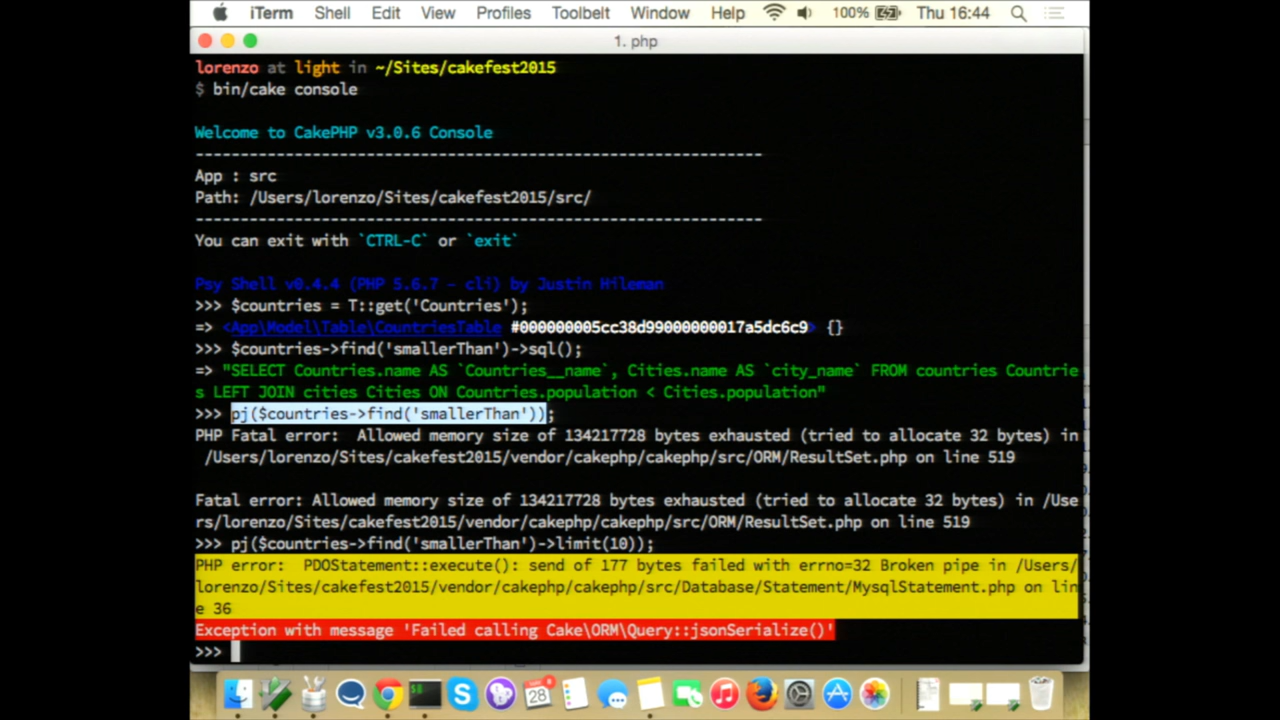 iTerm Shell Edit View Profiles Toolbelt Window Help 100% Thu 16:44
1. php
lorenzo at light in ~/Sites/cakefest2015
$ bin/cake console
Welcome to CakePHP v3.0.6 Console
---------------------------------------------------------------
App : src
Path: /Users/lorenzo/Sites/cakefest2015/src/
---------------------------------------------------------------
You can exit with `CTRL-C` or `exit`
Psy Shell v0.4.4 (PHP 5.6.7 - cli) by Justin Hileman
>>> $countries = T::get('Countries');
=> <App\Model\Table\CountriesTable #000000005cc38d99000000017a5dc6c9> {}
>>> $countries->find('smallerThan')->sql();
=> "SELECT Countries.name AS `Countries__name`, Cities.name AS `city_name` FROM countries Countrie
s LEFT JOIN cities Cities ON Countries.population < Cities.population"
>>> pj($countries->find('smallerThan'));
PHP Fatal error:  Allowed memory size of 134217728 bytes exhausted (tried to allocate 32 bytes) in
/Users/lorenzo/Sites/cakefest2015/vendor/cakephp/cakephp/src/ORM/ResultSet.php on line 519
Fatal error: Allowed memory size of 134217728 bytes exhausted (tried to allocate 32 bytes) in /Use
rs/lorenzo/Sites/cakefest2015/vendor/cakephp/cakephp/src/ORM/ResultSet.php on line 519
>>> pj($countries->find('smallerThan')->limit(10));
PHP error:  PDOStatement::execute(): send of 177 bytes failed with errno=32 Broken pipe in /Users/
lorenzo/Sites/cakefest2015/vendor/cakephp/cakephp/src/Database/Statement/MysqlStatement.php on lin
e 36
Exception with message 'Failed calling Cake\ORM\Query::jsonSerialize()'
>>>
28